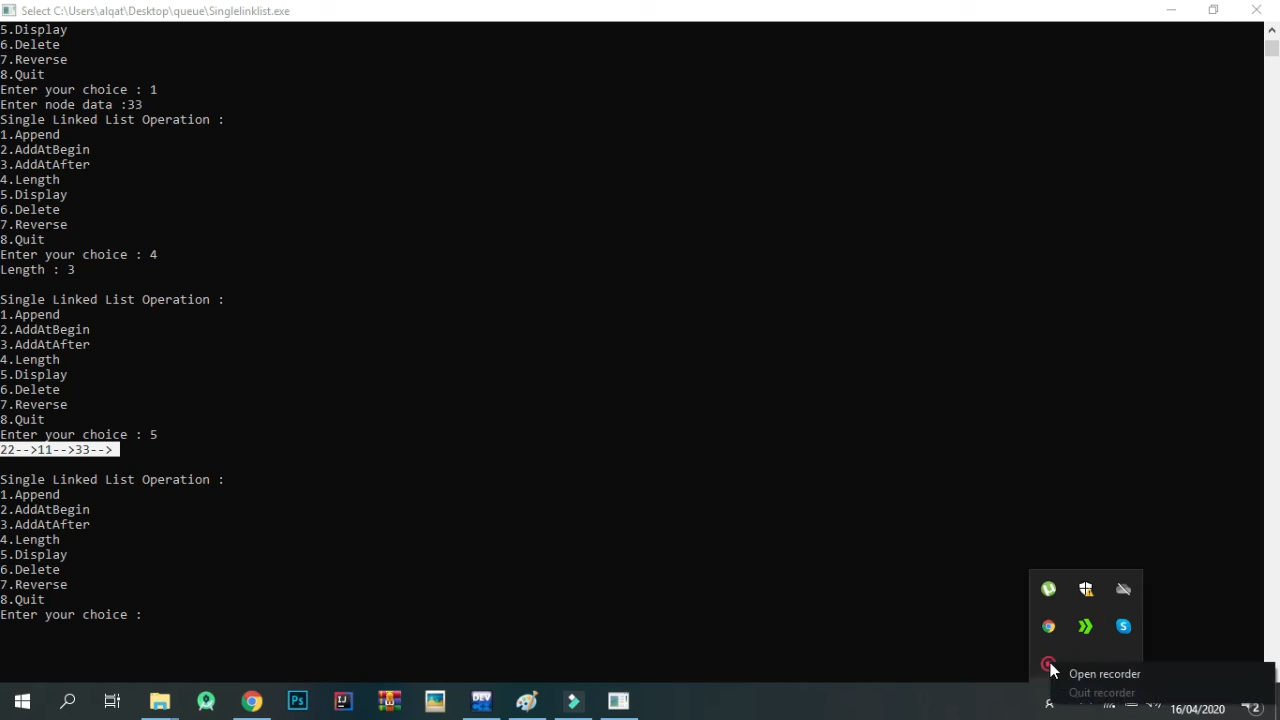 Select C:\Users\alqat\Desktop\queue\Singlelinklist.exe
5.Display
6.Delete
7.Reverse
8.Quit
Enter your choice : 1
Enter node data :33
Single Linked List Operation :
1.Append
2.AddAtBegin
3.AddAtAfter
4.Length
5.Display
6.Delete
7.Reverse
8.Quit
Enter your choice : 4
Length : 3
Single Linked List Operation :
1.Append
2.AddAtBegin
3.AddAtAfter
4.Length
5.Display
6.Delete
7.Reverse
8.Quit
Enter your choice : 5
22-->11-->33-->
Single Linked List Operation :
1.Append
2.AddAtBegin
3.AddAtAfter
4.Length
5.Display
6.Delete
7.Reverse
8.Quit
Enter your choice :
Open recorder
Quit recorder
Ps
IJ
DEV
S
16/04/2020
2